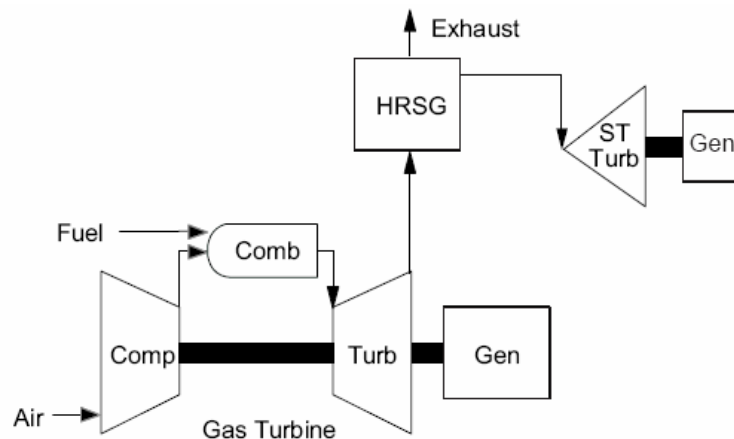 Exhaust
HRSG
ST
Turb
Gen
Fuel
Comb
Comp
Turb
Gen
Air
Gas Turbine